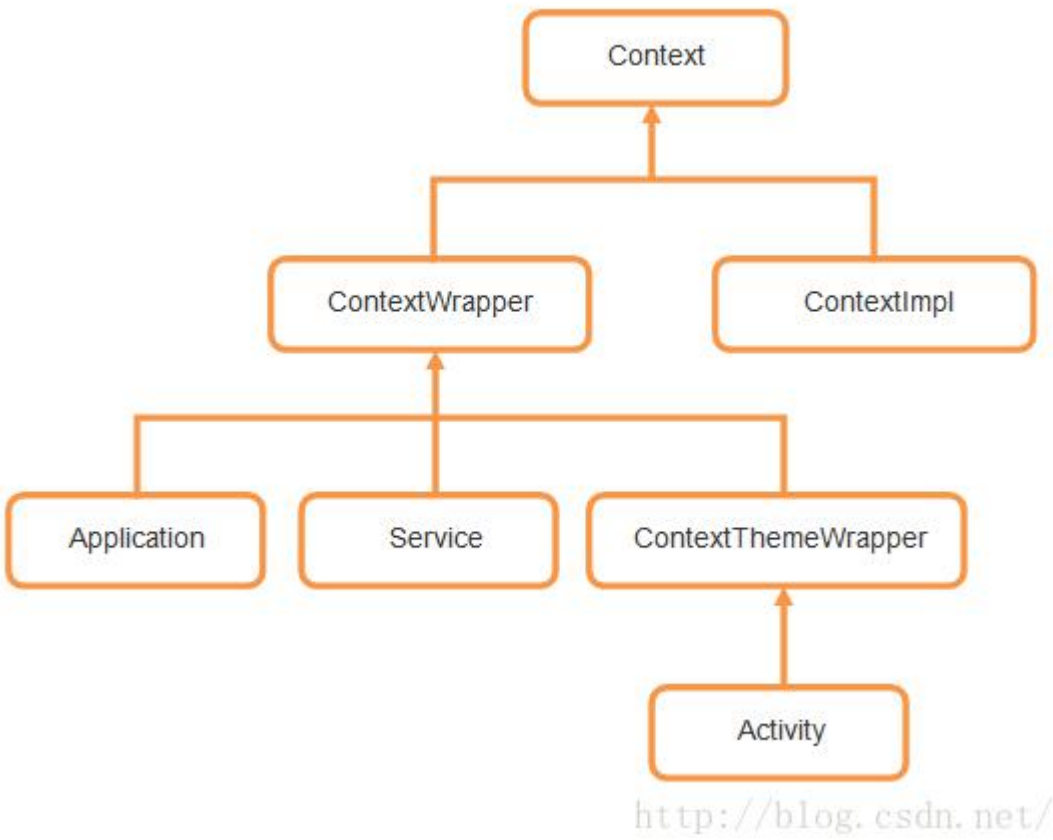 Context
ContextWrapper
ContextImpl
Application
Service
ContextThemeWrapper
Activity
http://blog.csdn.net/